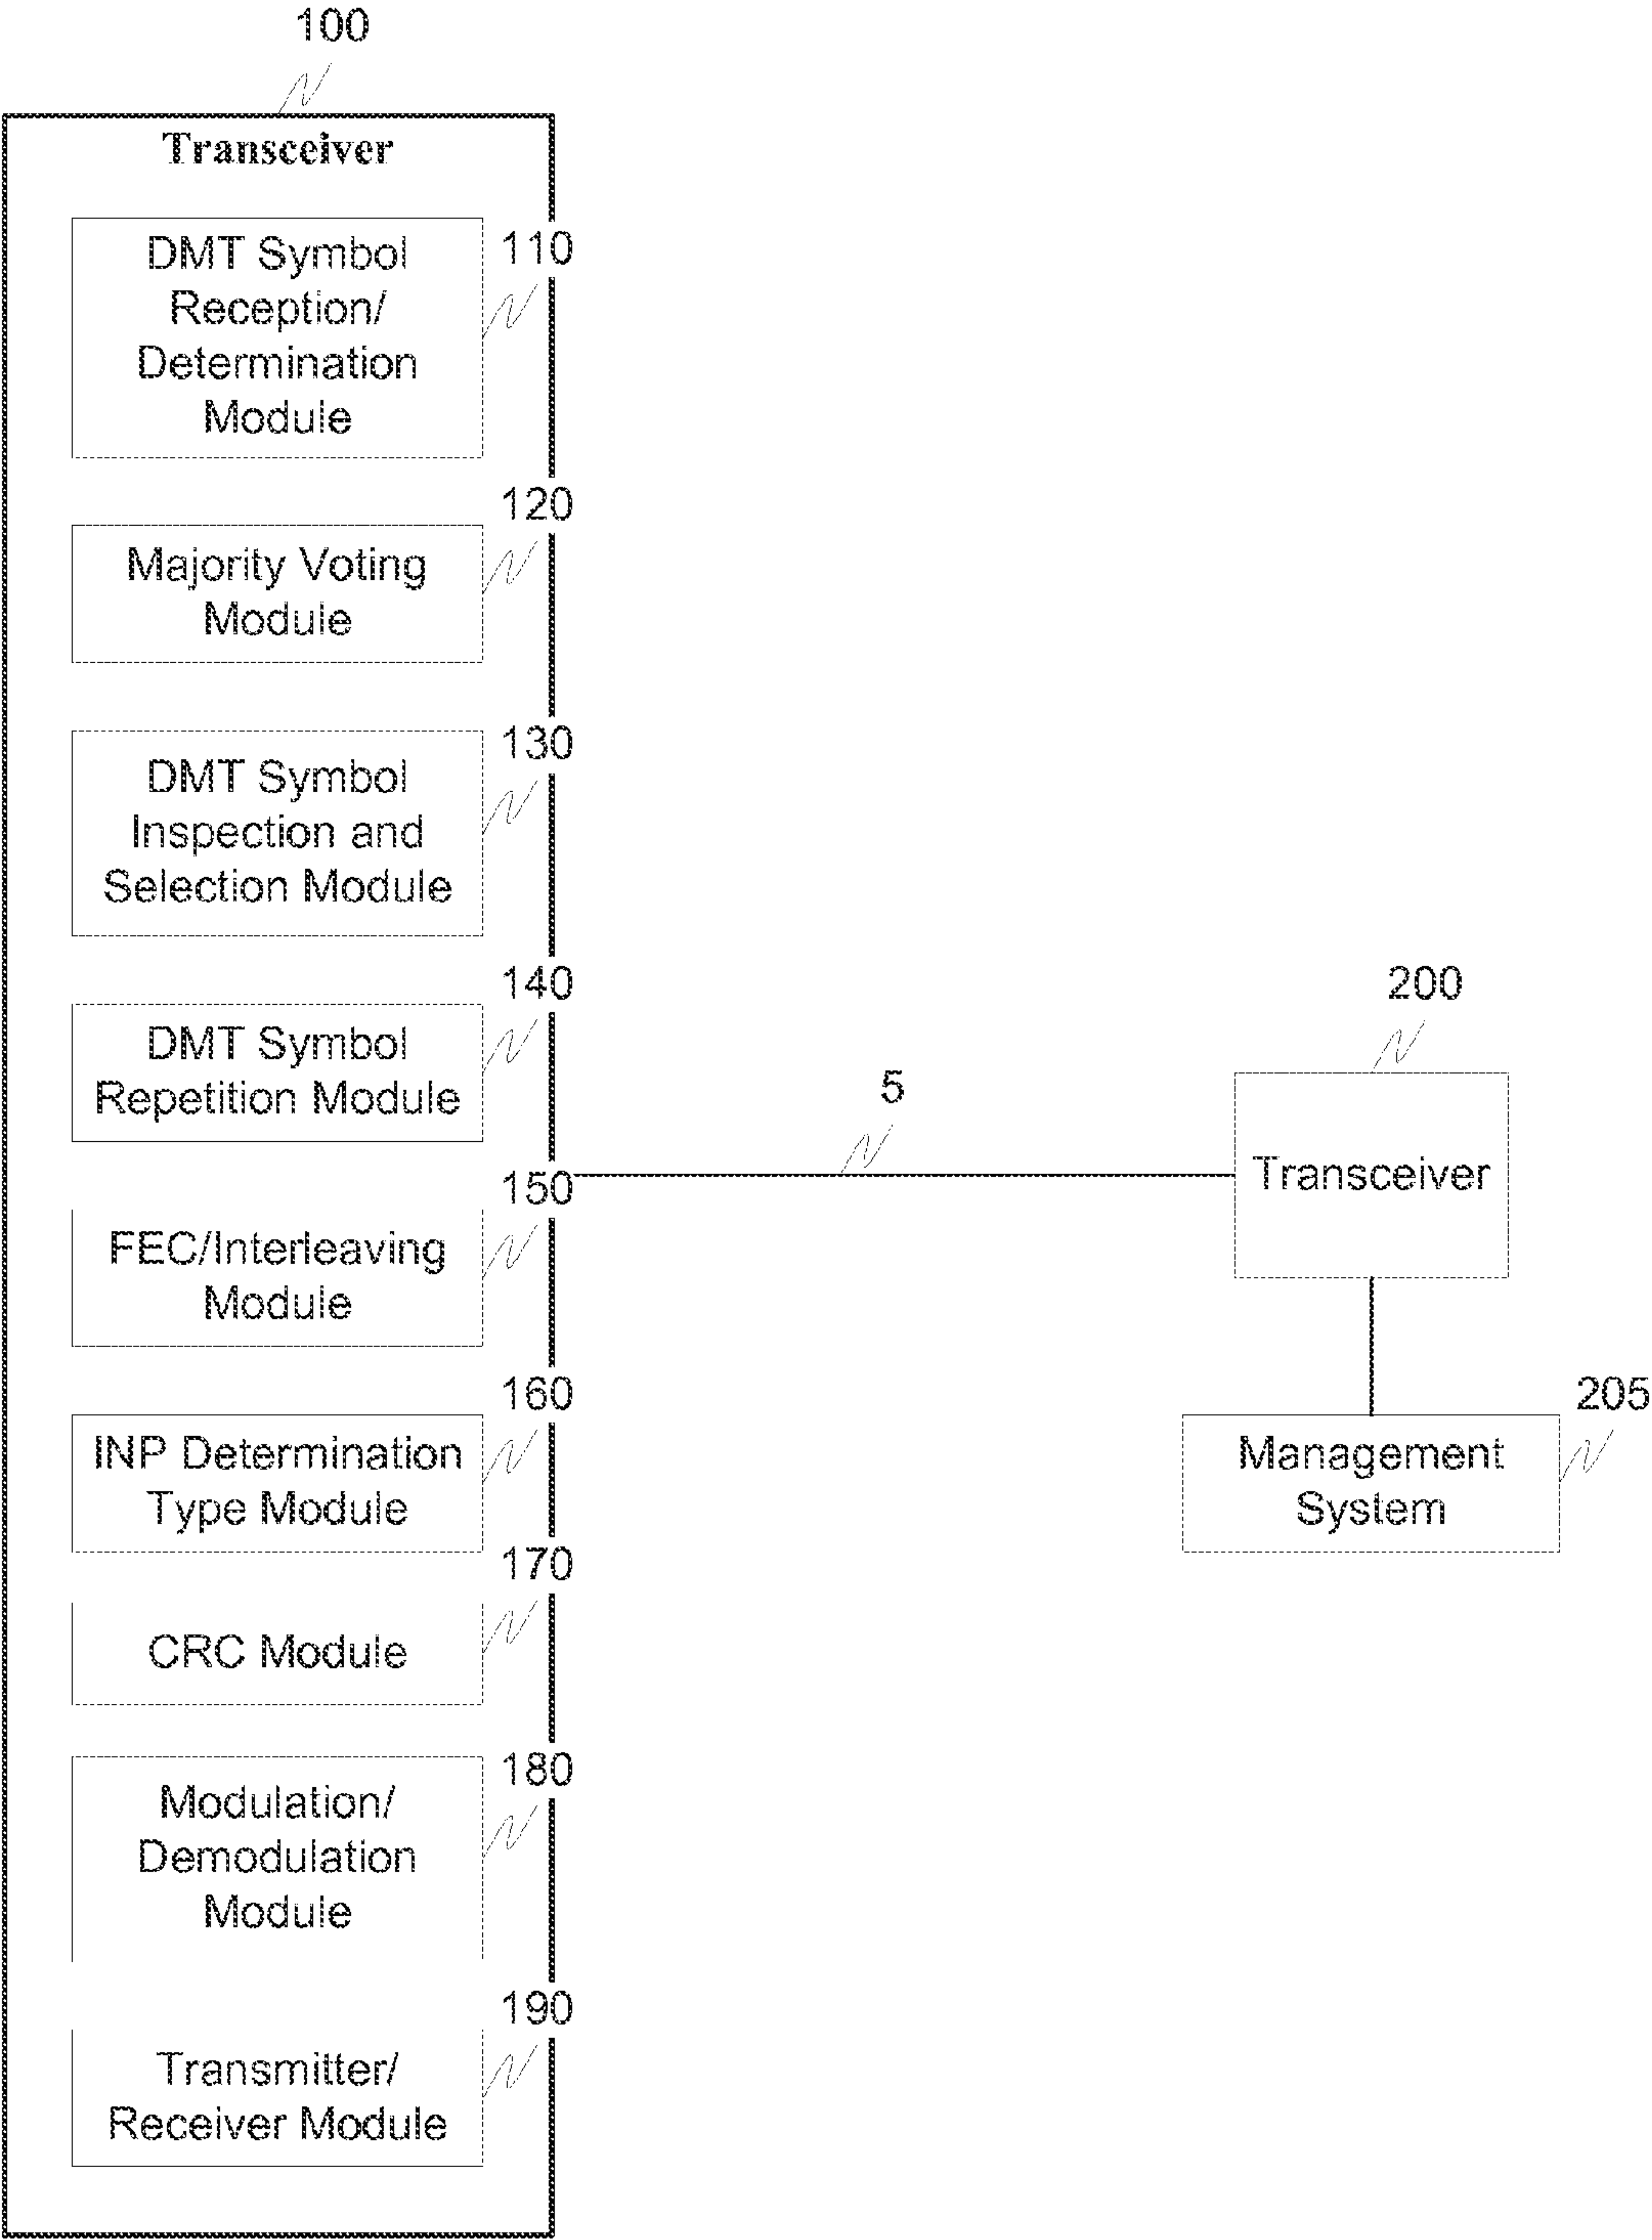 100
Transceiver
DMT Symbol
Reception/
Determination
Module
110
Majority Voting
Module
120
DMT Symbol
Inspection and
Selection Module
130
DMT Symbol
Repetition Module
140
FEC/Interleaving
Module
150
INP Determination
Type Module
160
CRC Module
170
Modulation/
Demodulation
Module
180
Transmitter/
Receiver Module
190
5
200
Transceiver
205
Management
System